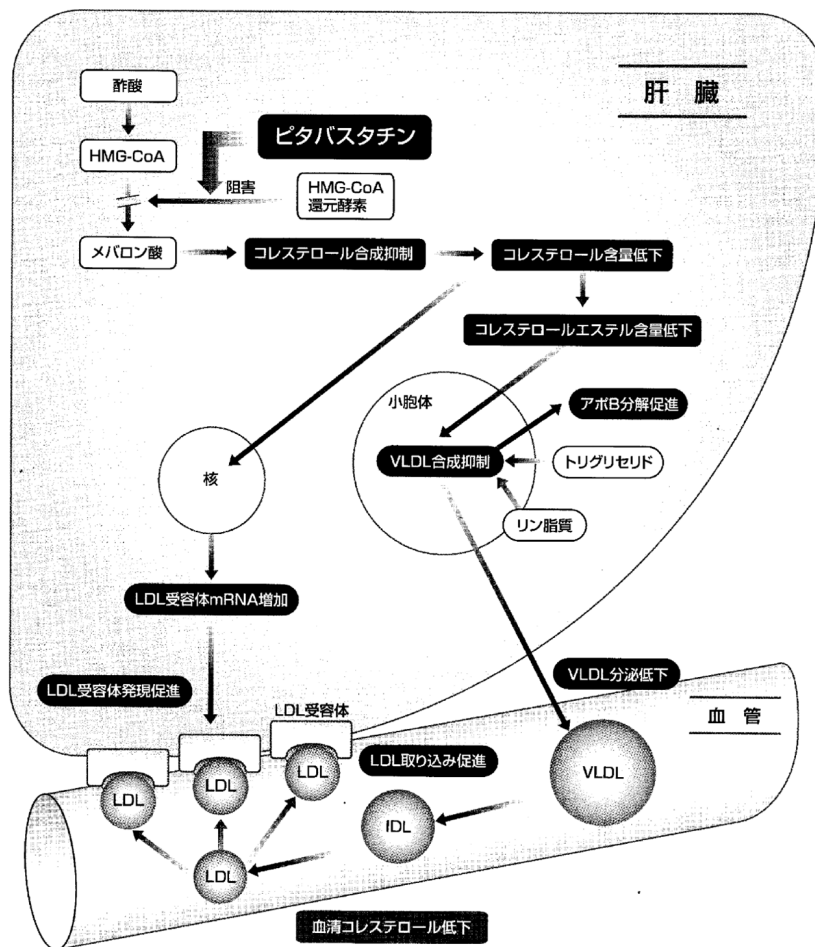 酢酸
肝 臓
ピタバスタチン
HMG-CoA
阻害
HMG-CoA
還元酵素
メバロン酸
コレステロール合成抑制
コレステロール含量低下
コレステロールエステル含量低下
小胞体
アポB分解促進
VLDL合成抑制
トリグリセリド
核
リン脂質
LDL受容体mRNA増加
LDL受容体発現促進
VLDL分泌低下
LDL受容体
血 管
LDL取り込み促進
VLDL
LDL
LDL
LDL
IDL
LDL
血清コレステロール低下